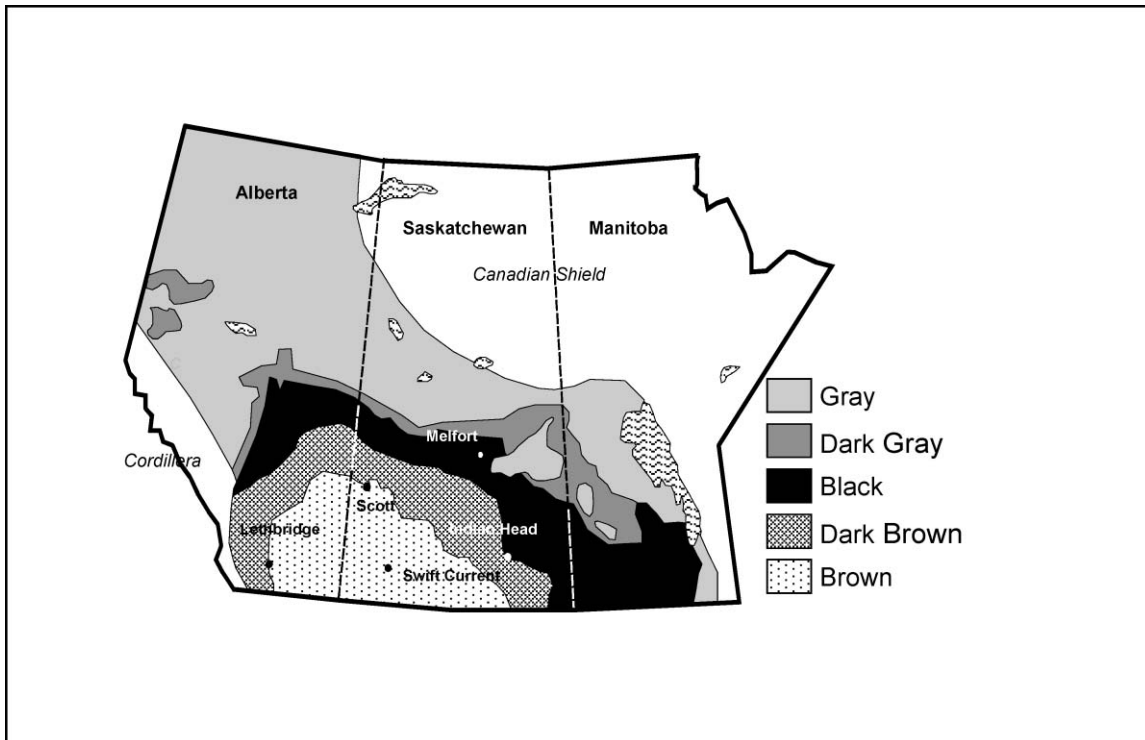 Alberta
Saskatchewan
Manitoba
Canadian Shield
Gray
Dark Gray
Melfort
Cordillera
Black
Scott
Lethbridge
Indian Head
Dark Brown
Swift Current
Brown